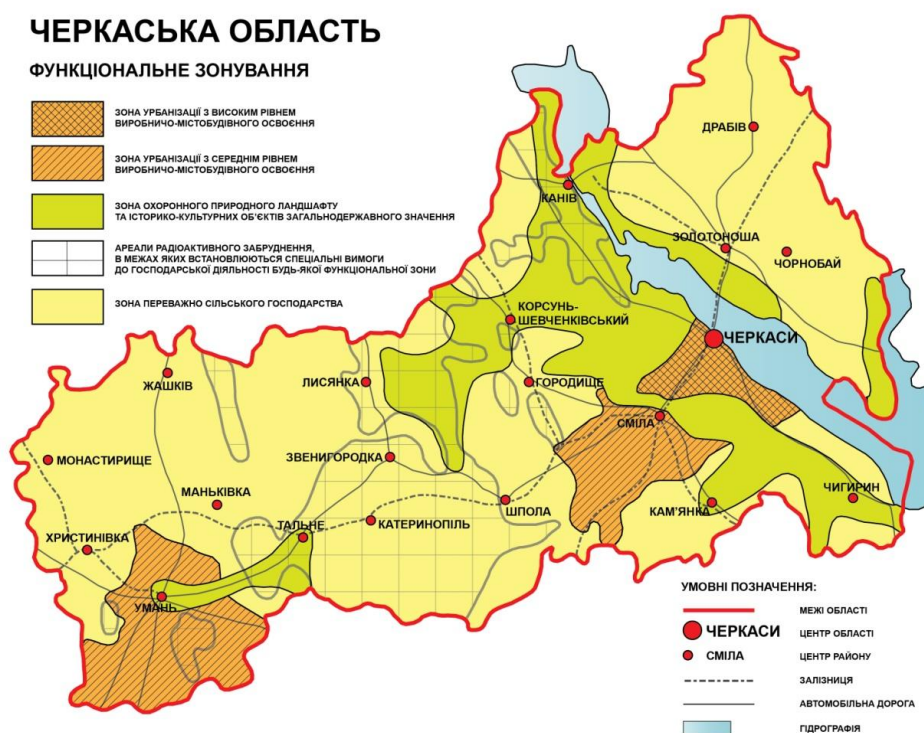 ЧЕРКАСЬКА ОБЛАСТЬ
ФУНКЦІОНАЛЬНЕ ЗОНУВАННЯ
ЗОНА УРБАНІЗАЦІЇ З ВИСОКИМ РІВНЕМ
ВИРОБНИЧО-МІСТОБУДІВНОГО ОСВОЄННЯ
ЗОНА УРБАНІЗАЦІЇ З СЕРЕДНІМ РІВНЕМ
ВИРОБНИЧО-МІСТОБУДІВНОГО ОСВОЄННЯ
ЗОНА ОХОРОННОГО ПРИРОДНОГО ЛАНДШАФТУ
ТА ІСТОРИКО-КУЛЬТУРНИХ ОБ'ЄКТІВ ЗАГАЛЬНОДЕРЖАВНОГО ЗНАЧЕННЯ
АРЕАЛИ РАДІОАКТИВНОГО ЗАБРУДНЕННЯ,
В МЕЖАХ ЯКИХ ВСТАНОВЛЮЮТЬСЯ СПЕЦІАЛЬНІ ВИМОГИ
ДО ГОСПОДАРСЬКОЇ ДІЯЛЬНОСТІ БУДЬ-ЯКОЇ ФУНКЦІОНАЛЬНОЇ ЗОНИ
ЗОНА ПЕРЕВАЖНО СІЛЬСЬКОГО ГОСПОДАРСТВА
ДРАБІВ
КАНІВ
ЗОЛОТОНОША
ЧОРНОБАЙ
КОРСУНЬ-
ШЕВЧЕНКІВСЬКИЙ
ЧЕРКАСИ
ЖАШКІВ
ЛИСЯНКА
ГОРОДИЩЕ
СМІЛА
МОНАСТИРИЩЕ
ЗВЕНИГОРОДКА
МАНЬКІВКА
ЧИГИРИН
ШПОЛА
КАМ'ЯНКА
ТАЛЬНЕ
КАТЕРИНОПІЛЬ
ХРИСТИНІВКА
УМАНЬ
УМОВНІ ПОЗНАЧЕННЯ:
МЕЖІ ОБЛАСТІ
ЧЕРКАСИ ЦЕНТР ОБЛАСТІ
СМІЛА ЦЕНТР РАЙОНУ
ЗАЛІЗНИЦЯ
АВТОМОБІЛЬНА ДОРОГА
ГІДРОГРАФІЯ